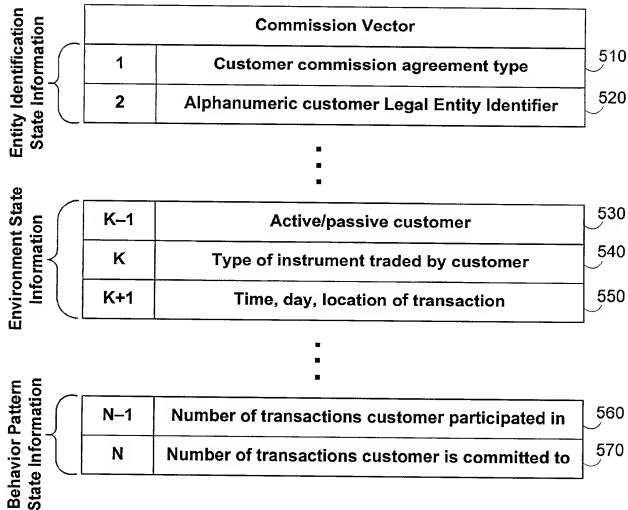 Commission Vector
Entity Identification
State Information
1 Customer commission agreement type 510
2 Alphanumeric customer Legal Entity Identifier 520
Environment State
Information
K–1 Active/passive customer 530
K Type of instrument traded by customer 540
K+1 Time, day, location of transaction 550
Behavior Pattern
State Information
N–1 Number of transactions customer participated in 560
N Number of transactions customer is committed to 570